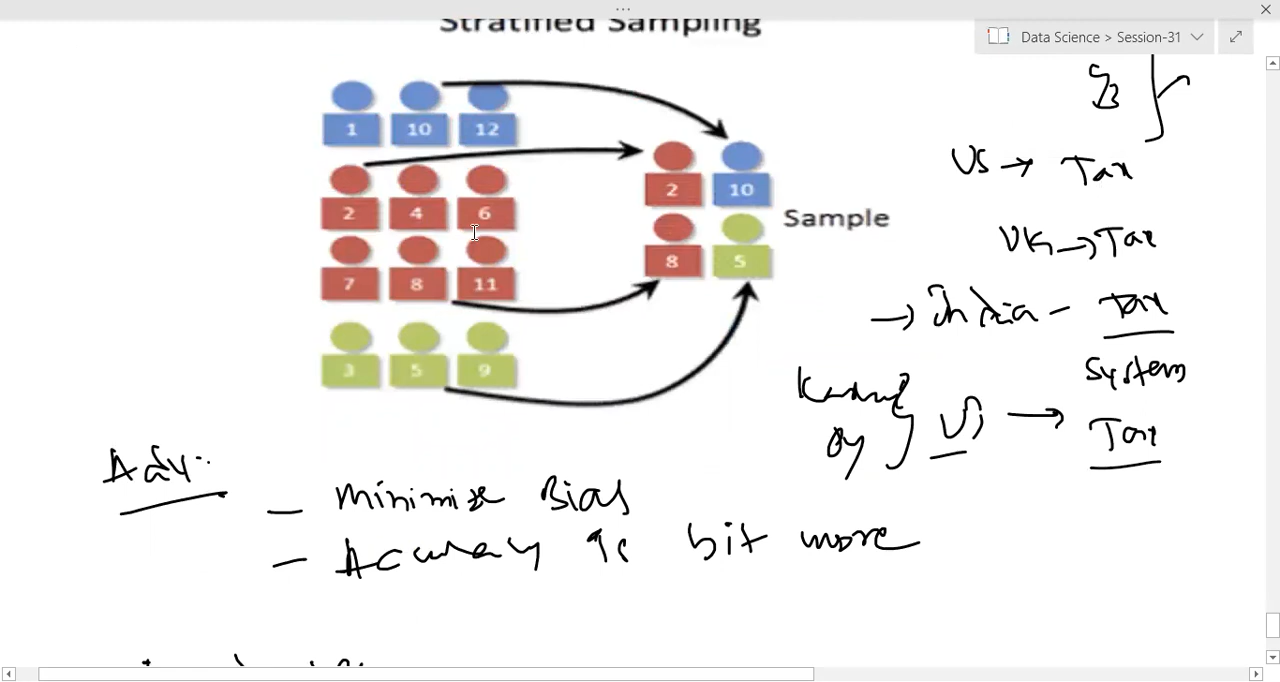 Stratified Sampling
Data Science > Session-31
1 10 12
2 4 6
7 8 11
3 5 9
2 10
8 5
Sample
US → Tax
UK → Tax
→ India - Tax
System
US → Tax
Adv:-
- Minimize Bias
- Accuracy is bit more